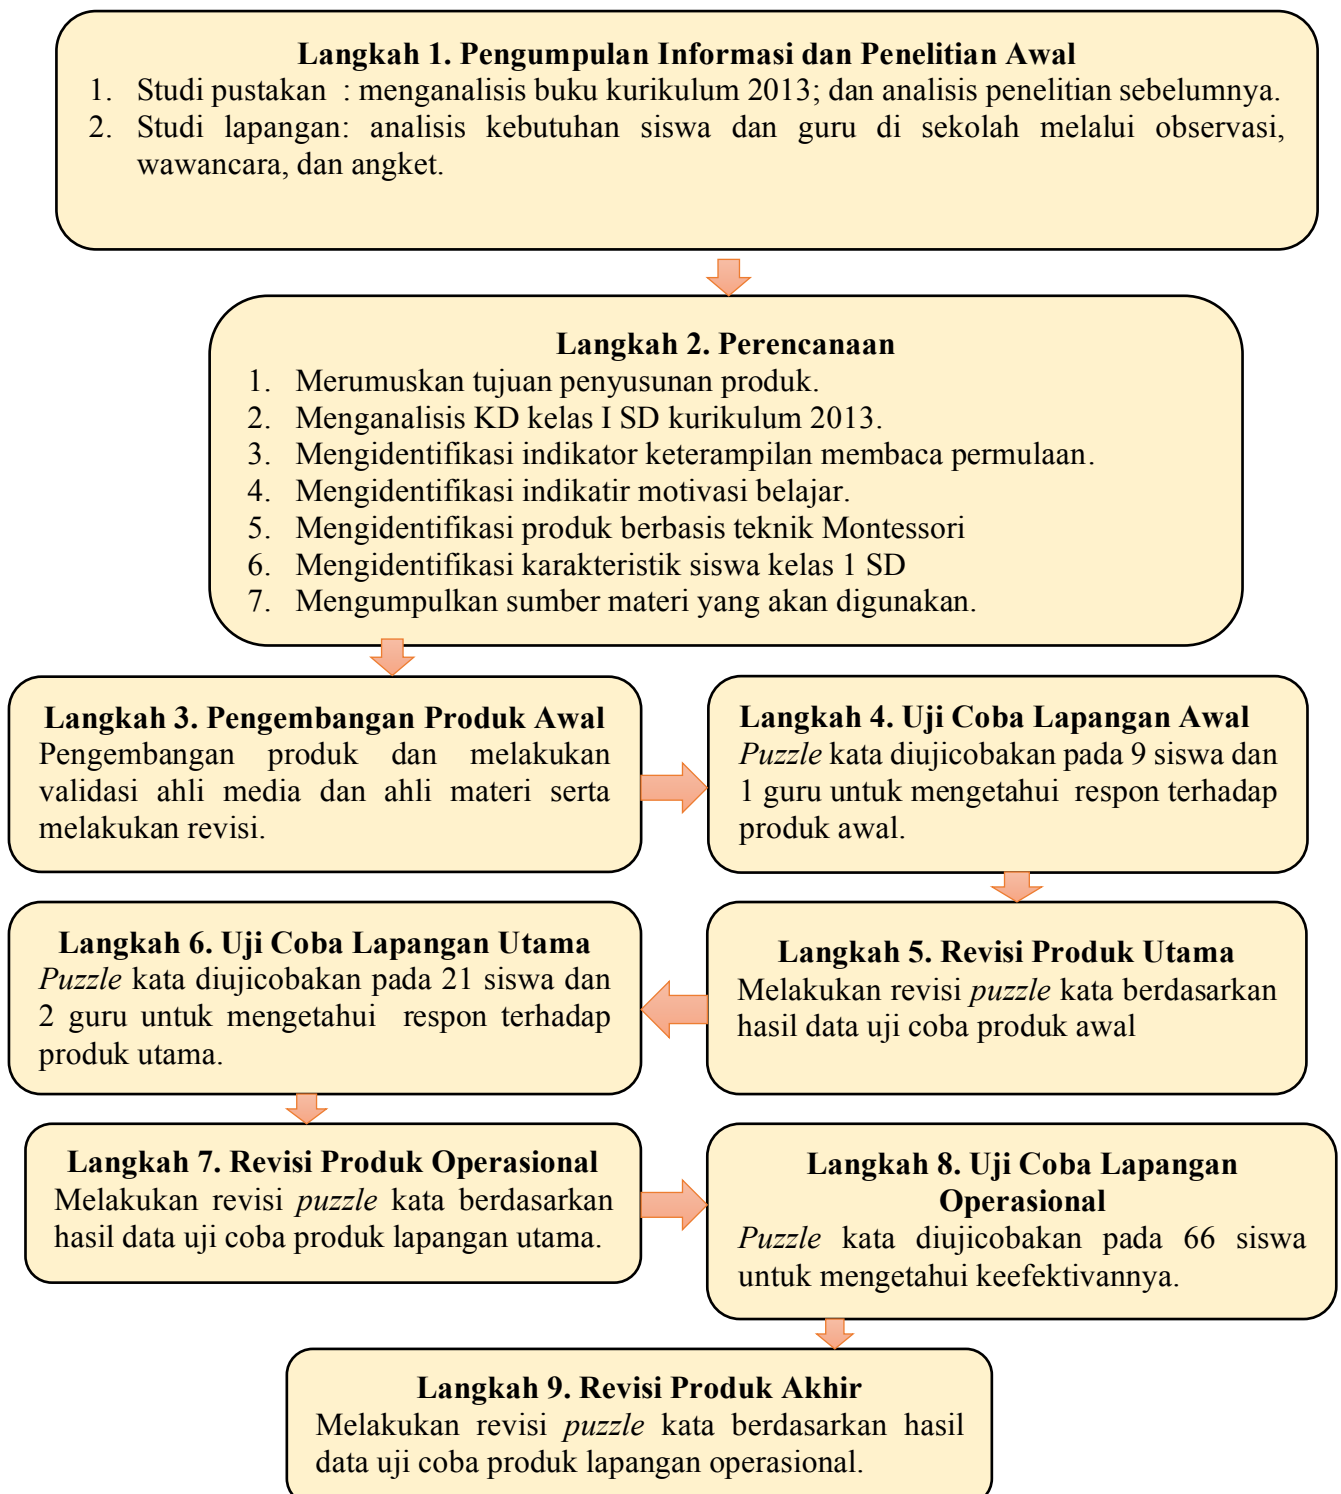 Langkah 1. Pengumpulan Informasi dan Penelitian Awal
1. Studi pustakan : menganalisis buku kurikulum 2013; dan analisis penelitian sebelumnya.
2. Studi lapangan: analisis kebutuhan siswa dan guru di sekolah melalui observasi,
wawancara, dan angket.
Langkah 2. Perencanaan
1. Merumuskan tujuan penyusunan produk.
2. Menganalisis KD kelas I SD kurikulum 2013.
3. Mengidentifikasi indikator keterampilan membaca permulaan.
4. Mengidentifikasi indikatir motivasi belajar.
5. Mengidentifikasi produk berbasis teknik Montessori
6. Mengidentifikasi karakteristik siswa kelas 1 SD
7. Mengumpulkan sumber materi yang akan digunakan.
Langkah 3. Pengembangan Produk Awal
Pengembangan produk dan melakukan
validasi ahli media dan ahli materi serta
melakukan revisi.
Langkah 4. Uji Coba Lapangan Awal
Puzzle kata diujicobakan pada 9 siswa dan
1 guru untuk mengetahui respon terhadap
produk awal.
Langkah 5. Revisi Produk Utama
Melakukan revisi puzzle kata berdasarkan
hasil data uji coba produk awal
Langkah 6. Uji Coba Lapangan Utama
Puzzle kata diujicobakan pada 21 siswa dan
2 guru untuk mengetahui respon terhadap
produk utama.
Langkah 7. Revisi Produk Operasional
Melakukan revisi puzzle kata berdasarkan
hasil data uji coba produk lapangan utama.
Langkah 8. Uji Coba Lapangan
Operasional
Puzzle kata diujicobakan pada 66 siswa
untuk mengetahui keefektivannya.
Langkah 9. Revisi Produk Akhir
Melakukan revisi puzzle kata berdasarkan hasil
data uji coba produk lapangan operasional.